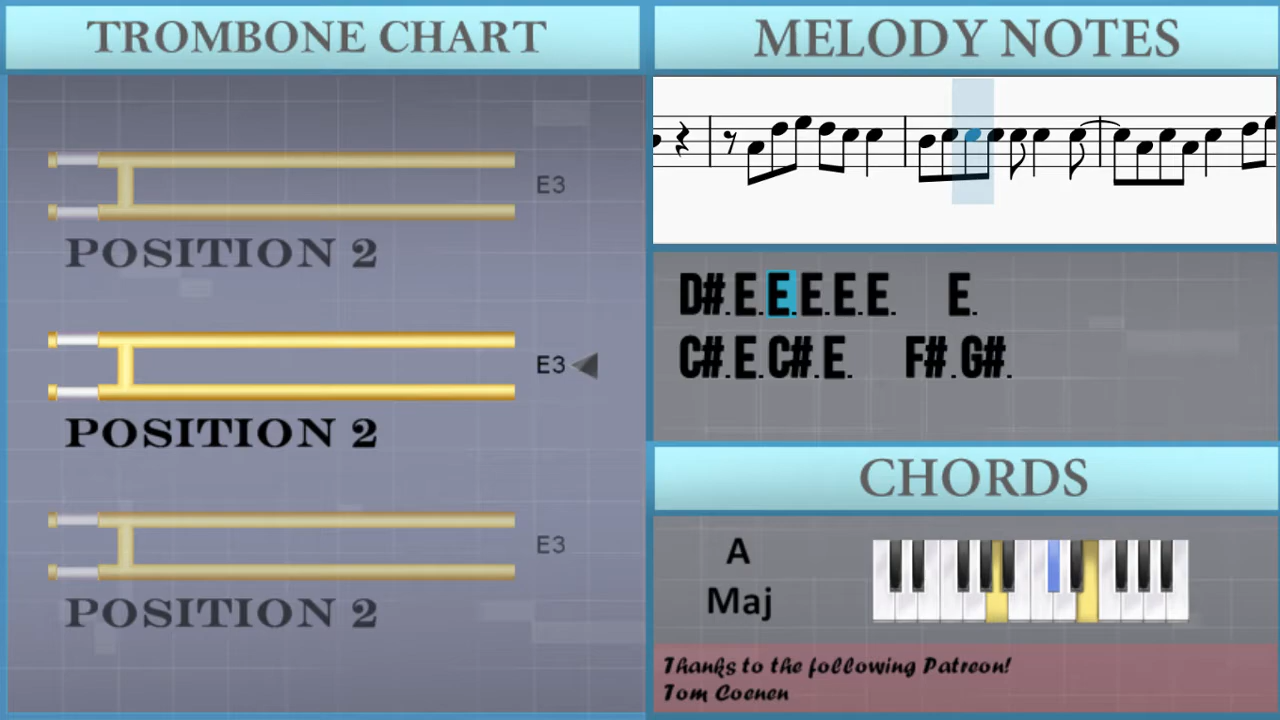 TROMBONE CHART
E3
POSITION 2
E3
POSITION 2
E3
POSITION 2
MELODY NOTES
D#.E.E.E.E.E. E.
C#.E.C#.E. F#.G#.
CHORDS
A
Maj
Thanks to the following Patreon!
Tom Coenen